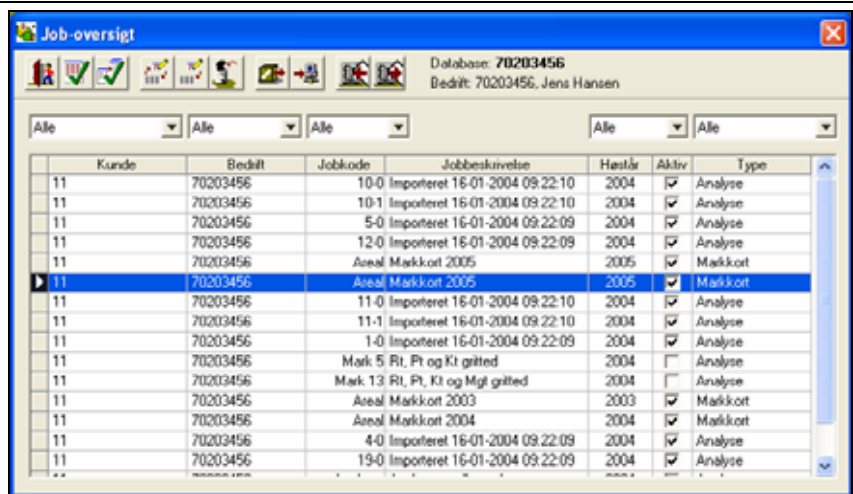 Job-oversigt
Database: 70203456
Bedrift: 70203456, Jens Hansen
Alle Alle Alle Alle Alle
Kunde Bedrift Jobkode Jobbeskrivelse Høstår Aktiv Type
11 70203456 10-0 Importeret 16-01-2004 09:22:10 2004 Analyse
11 70203456 10-1 Importeret 16-01-2004 09:22:10 2004 Analyse
11 70203456 5-0 Importeret 16-01-2004 09:22:09 2004 Analyse
11 70203456 12-0 Importeret 16-01-2004 09:22:09 2004 Analyse
11 70203456 Areal Markkort 2005 2005 Markkort
11 70203456 Areal Markkort 2005 2005 Markkort
11 70203456 11-0 Importeret 16-01-2004 09:22:10 2004 Analyse
11 70203456 11-1 Importeret 16-01-2004 09:22:10 2004 Analyse
11 70203456 1-0 Importeret 16-01-2004 09:22:09 2004 Analyse
11 70203456 Mark 5 Rt, Pt og Kt gritted 2004 Analyse
11 70203456 Mark 13 Rt, Pt, Kt og Mgt gritted 2004 Analyse
11 70203456 Areal Markkort 2003 2003 Markkort
11 70203456 Areal Markkort 2004 2004 Markkort
11 70203456 4-0 Importeret 16-01-2004 09:22:09 2004 Analyse
11 70203456 19-0 Importeret 16-01-2004 09:22:09 2004 Analyse